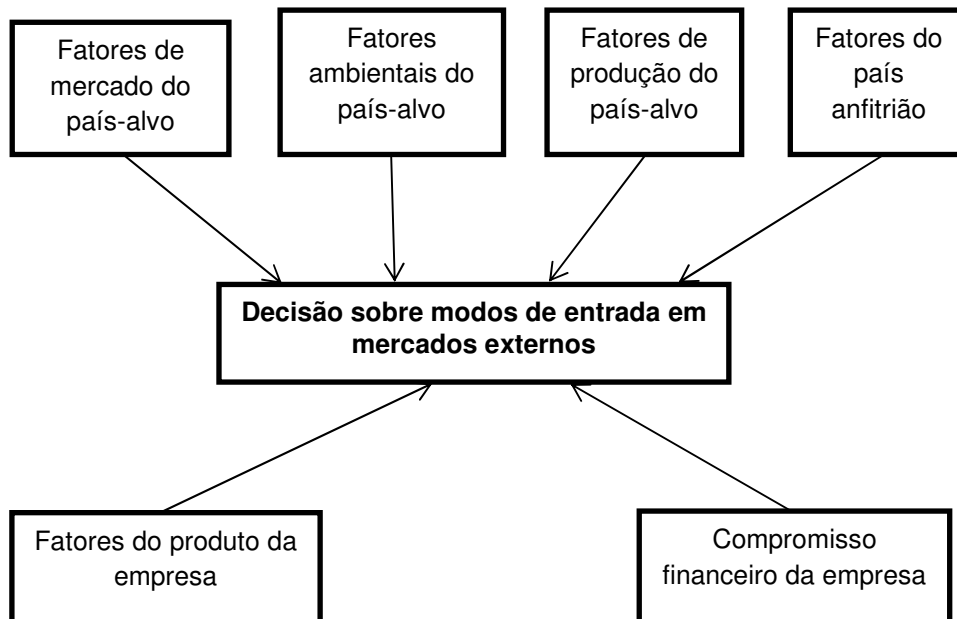 Fatores de
mercado do
país-alvo
Fatores
ambientais do
país-alvo
Fatores de
produção do
país-alvo
Fatores do
país
anfitrião
Decisão sobre modos de entrada em
mercados externos
Fatores do produto da
empresa
Compromisso
financeiro da empresa